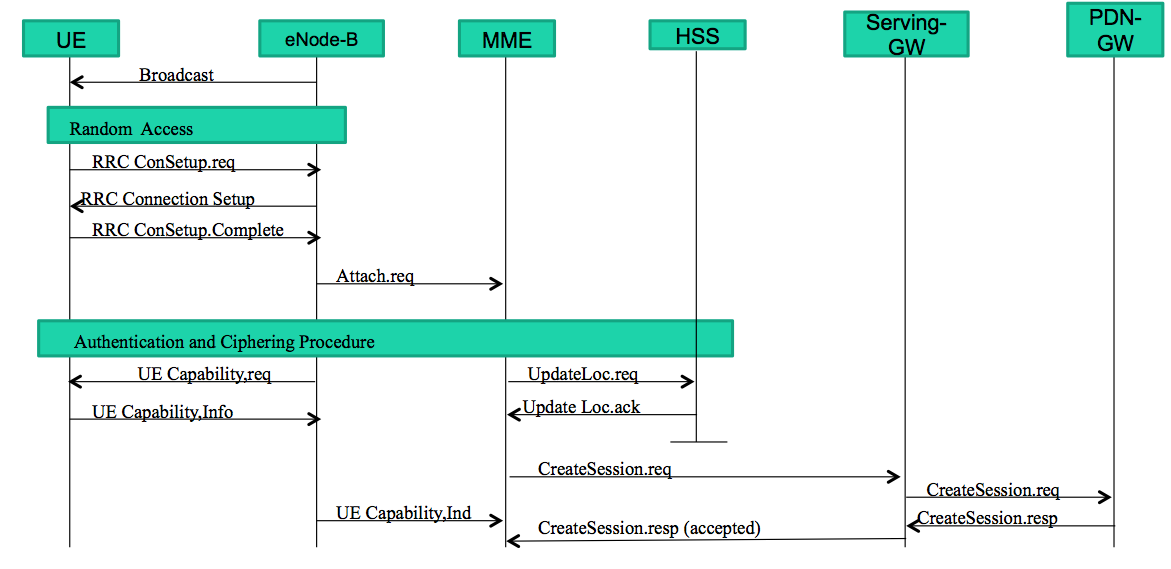 UE
eNode-B
MME
HSS
Serving-
GW
PDN-
GW
Broadcast
Random Access
RRC ConSetup.req
RRC Connection Setup
RRC ConSetup.Complete
Attach.req
Authentication and Ciphering Procedure
UE Capability,req
UpdateLoc.req
UE Capability,Info
Update Loc.ack
CreateSession.req
CreateSession.req
UE Capability,Ind
CreateSession.resp
CreateSession.resp (accepted)